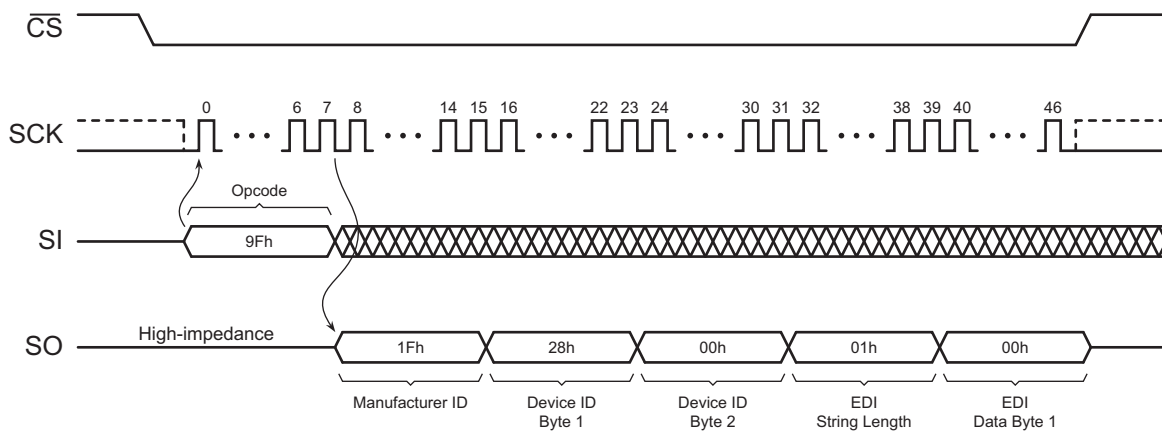 CS
0 6 7 8 14 15 16 22 23 24 30 31 32 38 39 40 46
SCK
Opcode
SI
9Fh
High-impedance
SO
1Fh 28h 00h 01h 00h
Manufacturer ID
Device ID
Byte 1
Device ID
Byte 2
EDI
String Length
EDI
Data Byte 1